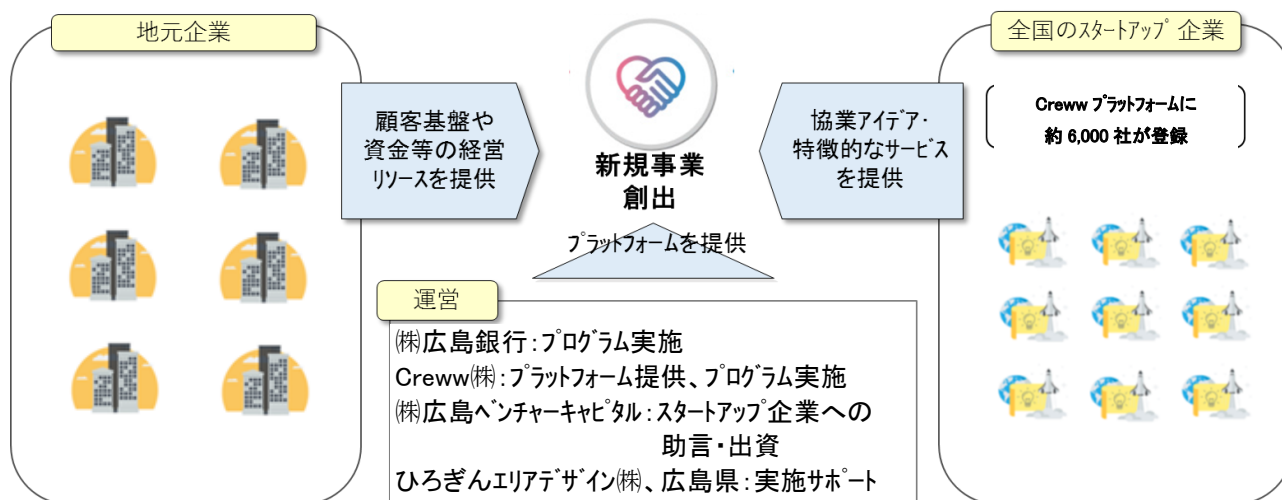 地元企業
全国のｽﾀｰﾄｱｯﾌﾟ 企業
顧客基盤や
資金等の経営
ﾘｿｰｽを提供
新規事業
創出
協業ｱｲﾃﾞｱ・
特徴的なｻｰﾋﾞｽ
を提供
Creww ﾌﾟﾗｯﾄﾌｫｰﾑに
約 6,000 社が登録
ﾌﾟﾗｯﾄﾌｫｰﾑを提供
運営
㈱広島銀行：ﾌﾟﾛｸﾞﾗﾑ実施
Creww㈱：ﾌﾟﾗｯﾄﾌｫｰﾑ提供、ﾌﾟﾛｸﾞﾗﾑ実施
㈱広島ﾍﾞﾝﾁｬｰｷｬﾋﾟﾀﾙ：ｽﾀｰﾄｱｯﾌﾟ企業への
助言・出資
ひろぎんｴﾘｱﾃﾞｻﾞｲﾝ㈱、広島県：実施ｻﾎﾟｰﾄ